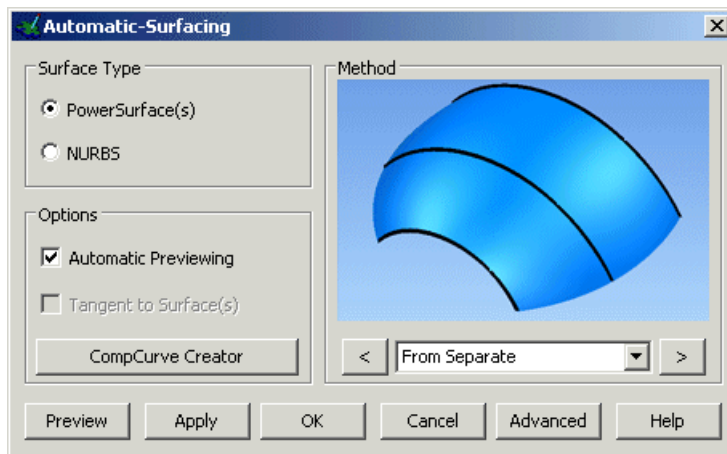 Automatic-Surfacing
Surface Type
PowerSurface(s)
NURBS
Options
Automatic Previewing
Tangent to Surface(s)
CompCurve Creator
Method
< From Separate >
Preview Apply OK Cancel Advanced Help